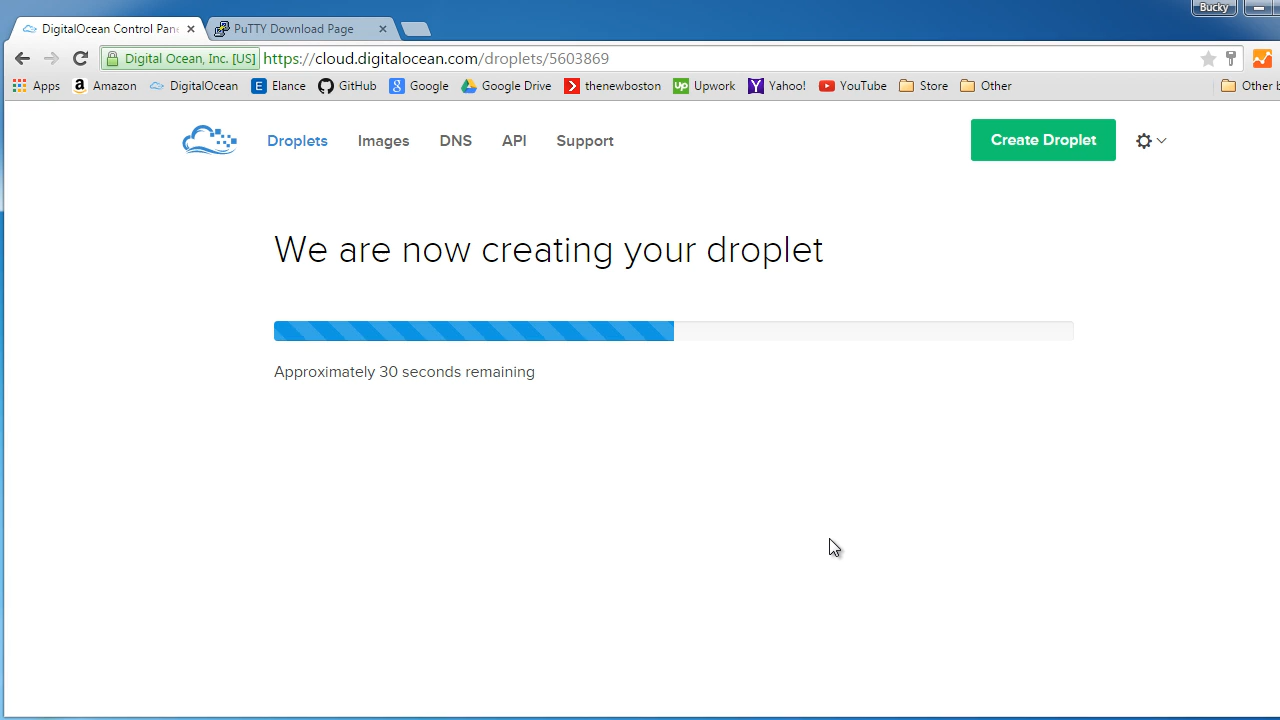 Bucky
DigitalOcean Control Pan
PuTTY Download Page
Digital Ocean, Inc. [US] https://cloud.digitalocean.com/droplets/5603869
Apps Amazon DigitalOcean Elance GitHub Google Google Drive thenewboston Upwork Yahoo! YouTube Store Other Other b
Droplets Images DNS API Support Create Droplet
We are now creating your droplet
Approximately 30 seconds remaining